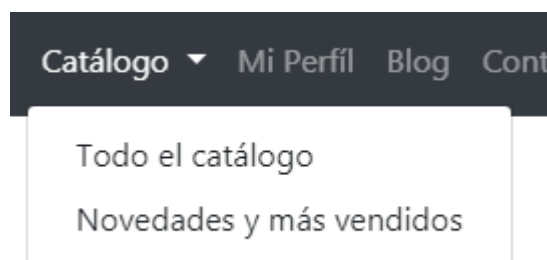 Catálogo Mi Perfíl Blog Cont
Todo el catálogo
Novedades y más vendidos